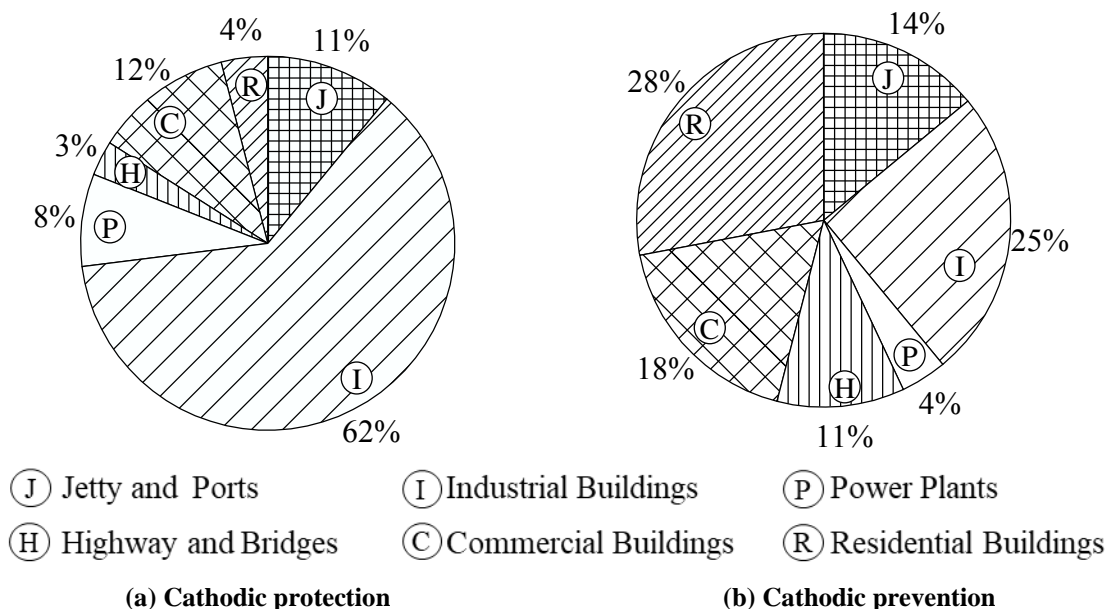 4% 11% 14%
12% 28%
J J
R
C R
3%
H
8% P 25%
I
C P
18%
I H 4%
62% 11%
J Jetty and Ports I Industrial Buildings P Power Plants
H Highway and Bridges C Commercial Buildings R Residential Buildings
(a) Cathodic protection (b) Cathodic prevention